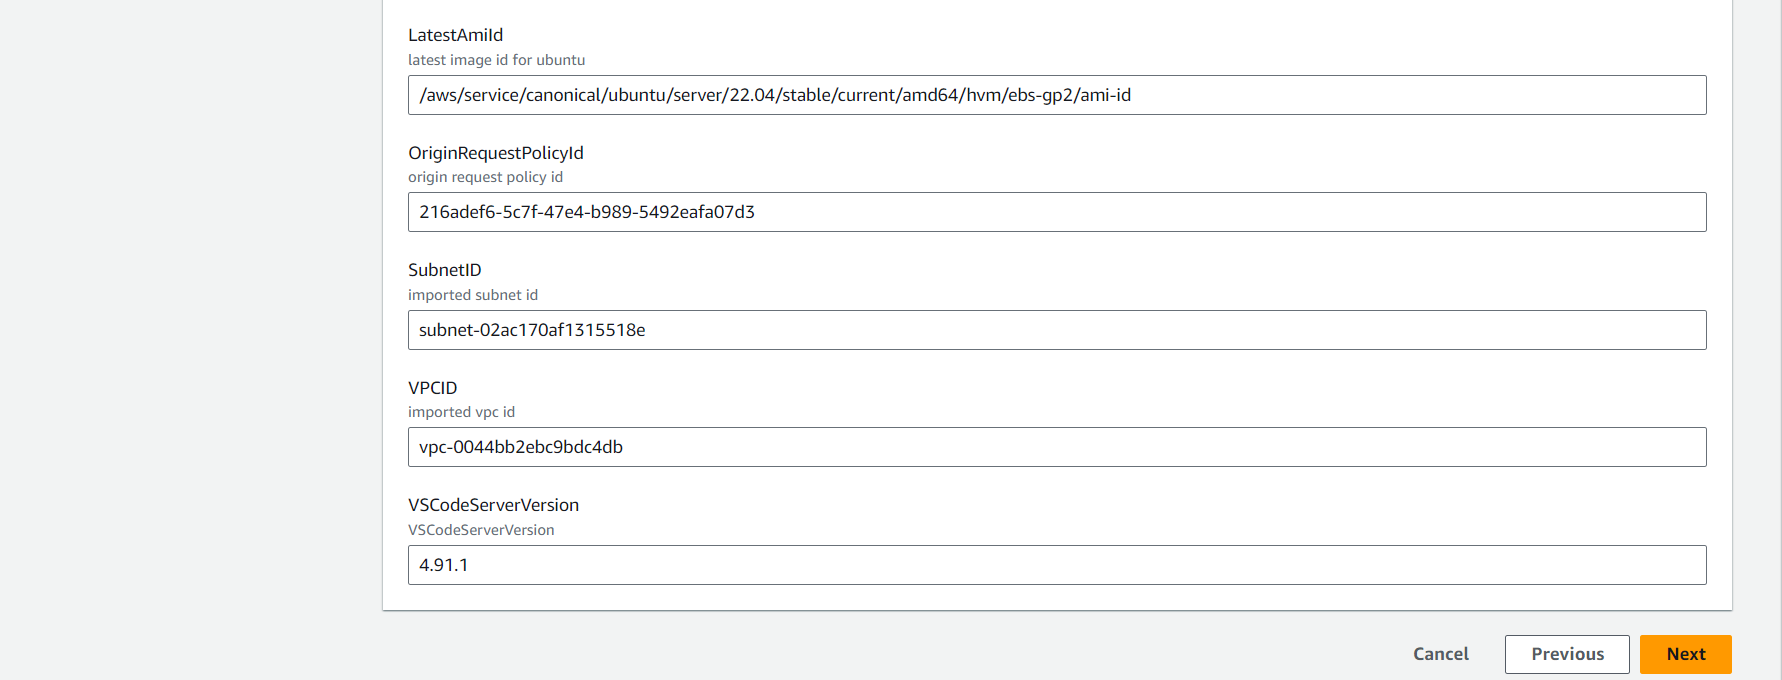 LatestAmiId
latest image id for ubuntu
/aws/service/canonical/ubuntu/server/22.04/stable/current/amd64/hvm/ebs-gp2/ami-id
OriginRequestPolicyId
origin request policy id
216adef6-5c7f-47e4-b989-5492eafa07d3
SubnetID
imported subnet id
subnet-02ac170af1315518e
VPCID
imported vpc id
vpc-0044bb2ebc9bdc4db
VSCodeServerVersion
VSCodeServerVersion
4.91.1
Cancel Previous Next